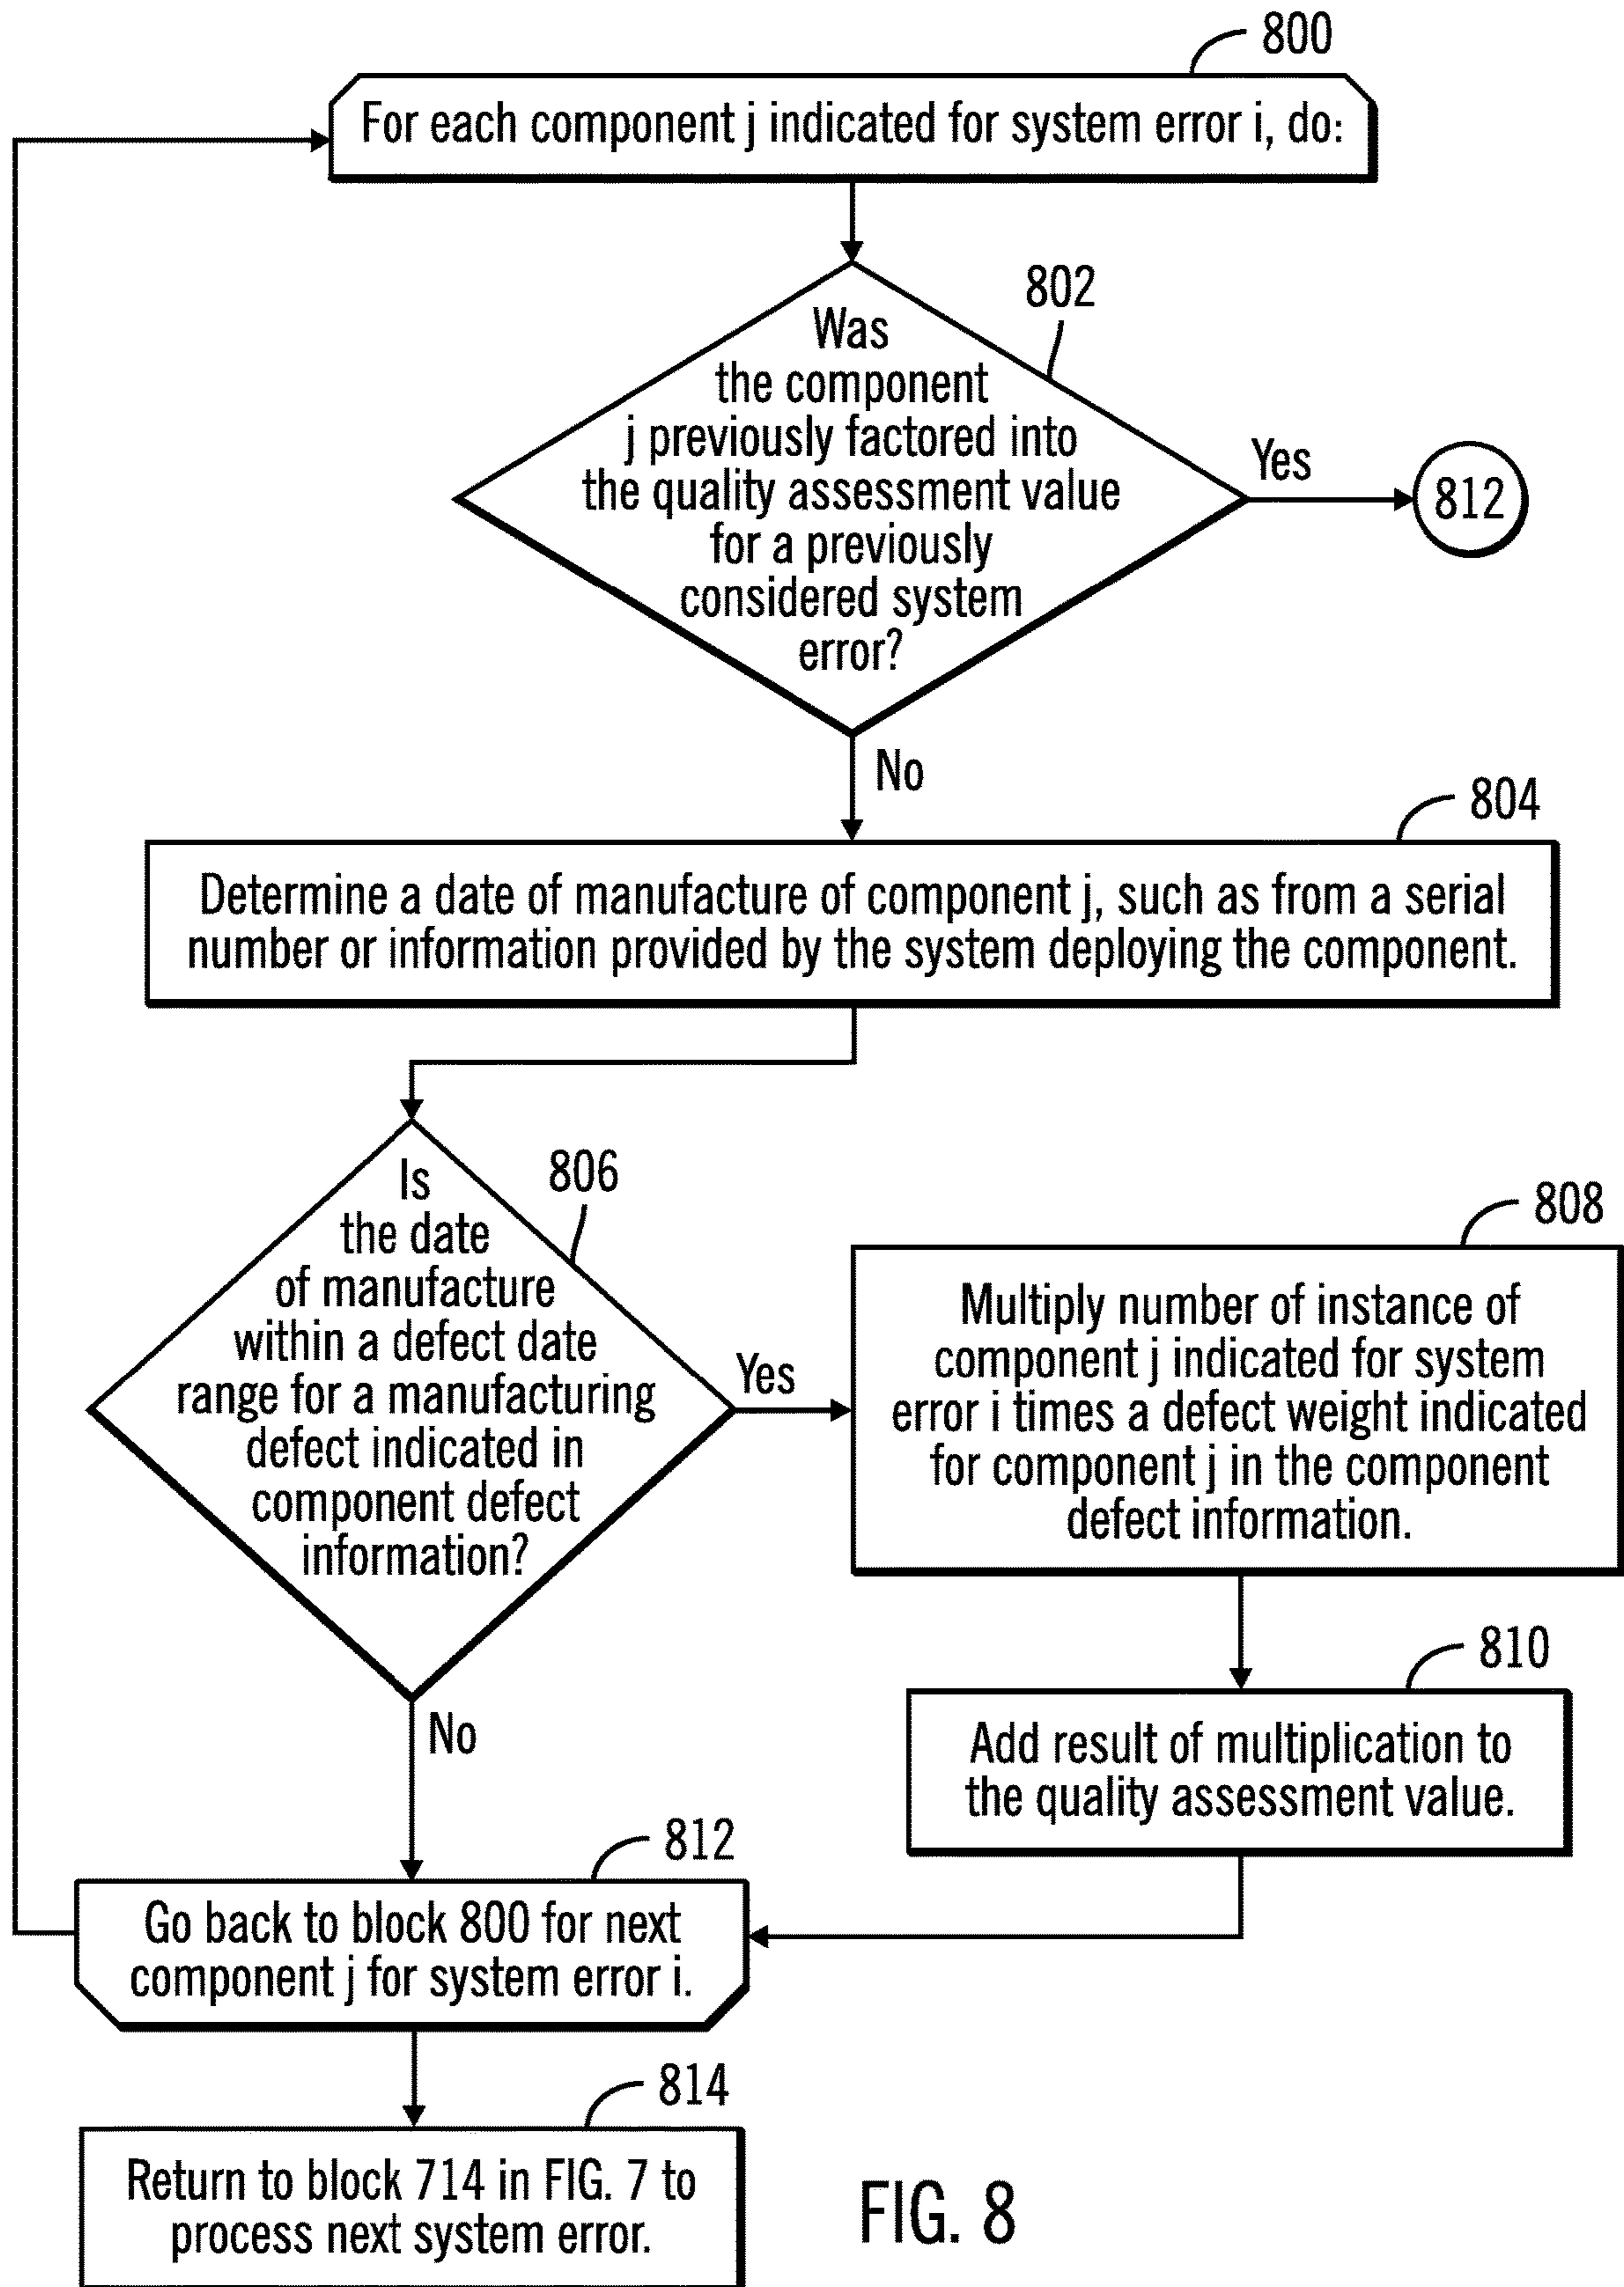 800
For each component j indicated for system error i, do:
802
Was
the component
j previously factored into
the quality assessment value
for a previously
considered system
error?
Yes
812
No
804
Determine a date of manufacture of component j, such as from a serial
number or information provided by the system deploying the component.
806
Is
the date
of manufacture
within a defect date
range for a manufacturing
defect indicated in
component defect
information?
Yes
808
Multiply number of instance of
component j indicated for system
error i times a defect weight indicated
for component j in the component
defect information.
810
Add result of multiplication to
the quality assessment value.
No
812
Go back to block 800 for next
component j for system error i.
814
Return to block 714 in FIG. 7 to
process next system error.
FIG. 8